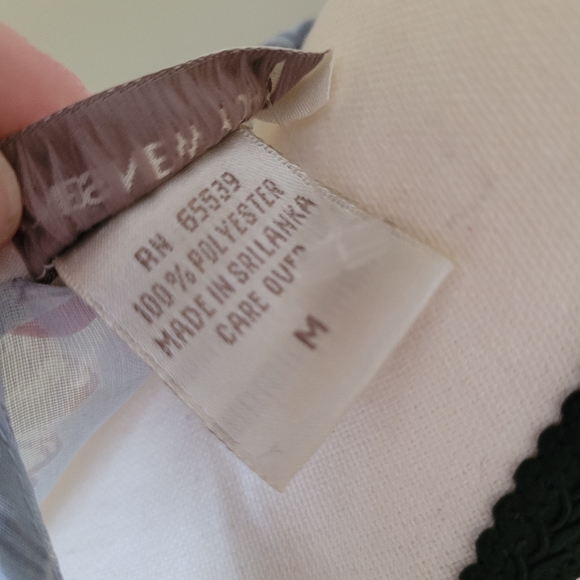 RN 65539
100% POLYESTER
MADE IN SRILANKA
CARE OVER
M